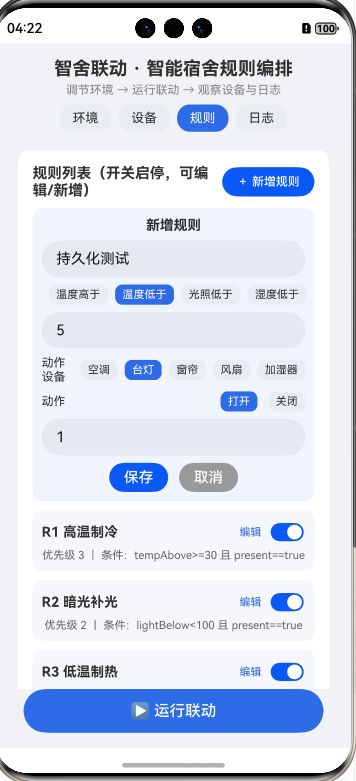 04:22
100
智舍联动 · 智能宿舍规则编排
调节环境 → 运行联动 → 观察设备与日志
环境 设备 规则 日志
规则列表（开关启停，可编
辑/新增）
+ 新增规则
新增规则
持久化测试
温度高于 温度低于 光照低于 湿度低于
5
动作
设备
空调 台灯 窗帘 风扇 加湿器
动作 打开 关闭
1
保存 取消
R1 高温制冷 编辑
优先级 3 | 条件：tempAbove>=30 且 present==true
R2 暗光补光 编辑
优先级 2 | 条件：lightBelow<100 且 present==true
R3 低温制热 编辑
运行联动